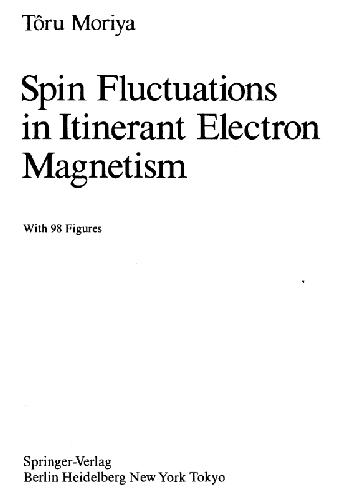 Tôru Moriya
Spin Fluctuations
in Itinerant Electron
Magnetism
With 98 Figures
Springer-Verlag
Berlin Heidelberg New York Tokyo